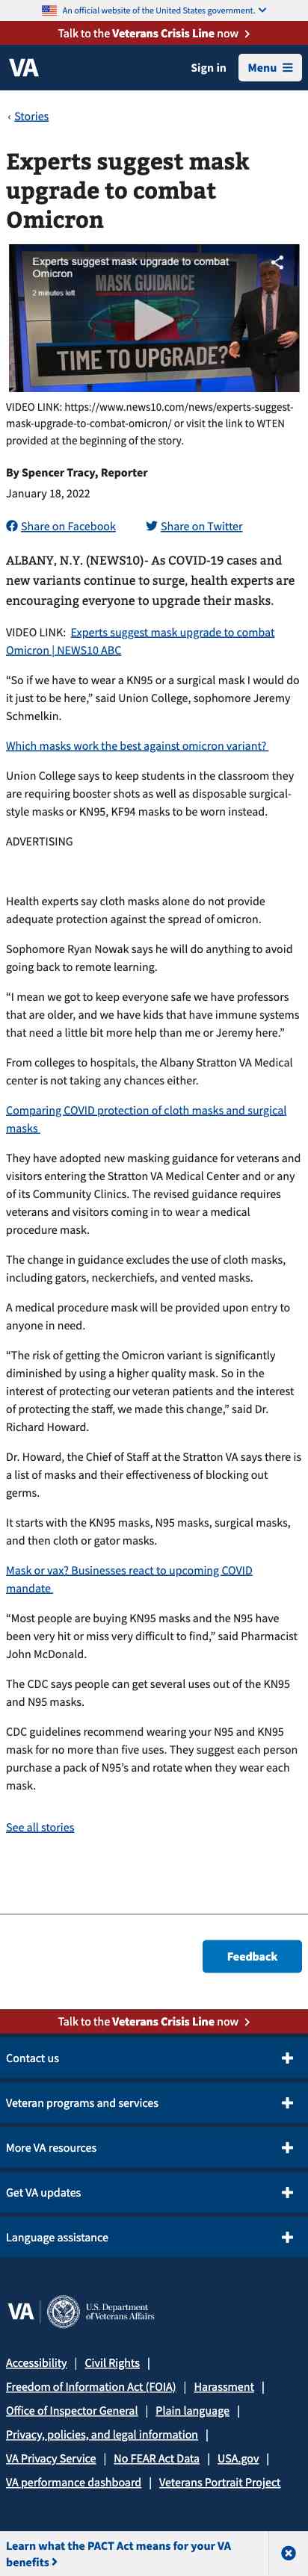 An official website of the United States government.
Talk to the Veterans Crisis Line now
VA
Sign in
Menu
‹ Stories
Experts suggest mask
upgrade to combat
Omicron
Experts suggest mask upgrade to combat
Omicron
2 minutes left
MASK GUIDANCE
TIME TO UPGRADE?
VIDEO LINK: https://www.news10.com/news/experts-suggest-
mask-upgrade-to-combat-omicron/ or visit the link to WTEN
provided at the beginning of the story.
By Spencer Tracy, Reporter
January 18, 2022
Share on Facebook
Share on Twitter
ALBANY, N.Y. (NEWS10)- As COVID-19 cases and
new variants continue to surge, health experts are
encouraging everyone to upgrade their masks.
VIDEO LINK: Experts suggest mask upgrade to combat
Omicron | NEWS10 ABC
“So if we have to wear a KN95 or a surgical mask I would do
it just to be here,” said Union College, sophomore Jeremy
Schmelkin.
Which masks work the best against omicron variant?
Union College says to keep students in the classroom they
are requiring booster shots as well as disposable surgical-
style masks or KN95, KF94 masks to be worn instead.
ADVERTISING
Health experts say cloth masks alone do not provide
adequate protection against the spread of omicron.
Sophomore Ryan Nowak says he will do anything to avoid
going back to remote learning.
“I mean we got to keep everyone safe we have professors
that are older, and we have kids that have immune systems
that need a little bit more help than me or Jeremy here.”
From colleges to hospitals, the Albany Stratton VA Medical
center is not taking any chances either.
Comparing COVID protection of cloth masks and surgical
masks
They have adopted new masking guidance for veterans and
visitors entering the Stratton VA Medical Center and or any
of its Community Clinics. The revised guidance requires
veterans and visitors coming in to wear a medical
procedure mask.
The change in guidance excludes the use of cloth masks,
including gators, neckerchiefs, and vented masks.
A medical procedure mask will be provided upon entry to
anyone in need.
“The risk of getting the Omicron variant is significantly
diminished by using a higher quality mask. So in the
interest of protecting our veteran patients and the interest
of protecting the staff, we made this change,” said Dr.
Richard Howard.
Dr. Howard, the Chief of Staff at the Stratton VA says there is
a list of masks and their effectiveness of blocking out
germs.
It starts with the KN95 masks, N95 masks, surgical masks,
and then cloth or gator masks.
Mask or vax? Businesses react to upcoming COVID
mandate
“Most people are buying KN95 masks and the N95 have
been very hit or miss very difficult to find,” said Pharmacist
John McDonald.
The CDC says people can get several uses out of the KN95
and N95 masks.
CDC guidelines recommend wearing your N95 and KN95
mask for no more than five uses. They suggest each person
purchase a pack of N95’s and rotate when they wear each
mask.
See all stories
Feedback
Talk to the Veterans Crisis Line now
Contact us
Veteran programs and services
More VA resources
Get VA updates
Language assistance
VA
U.S. Department
of Veterans Affairs
Accessibility | Civil Rights |
Freedom of Information Act (FOIA) | Harassment |
Office of Inspector General | Plain language |
Privacy, policies, and legal information |
VA Privacy Service | No FEAR Act Data | USA.gov |
VA performance dashboard | Veterans Portrait Project
Learn what the PACT Act means for your VA
benefits